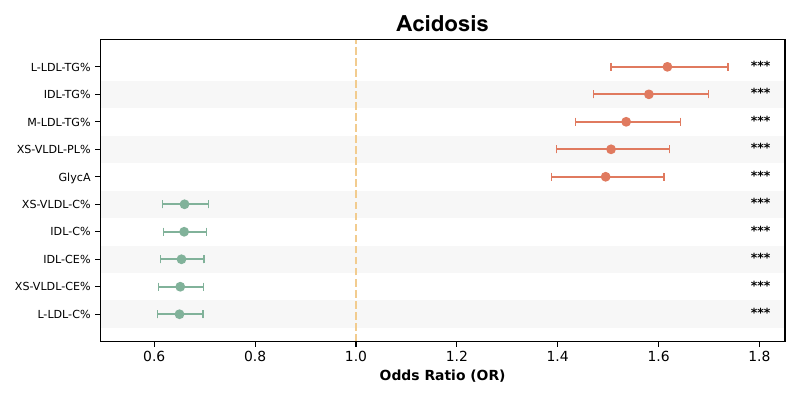 Acidosis
L-LDL-TG% ***
IDL-TG% ***
M-LDL-TG% ***
XS-VLDL-PL% ***
GlycA ***
XS-VLDL-C% ***
IDL-C% ***
IDL-CE% ***
XS-VLDL-CE% ***
L-LDL-C% ***
0.6 0.8 1.0 1.2 1.4 1.6 1.8
Odds Ratio (OR)